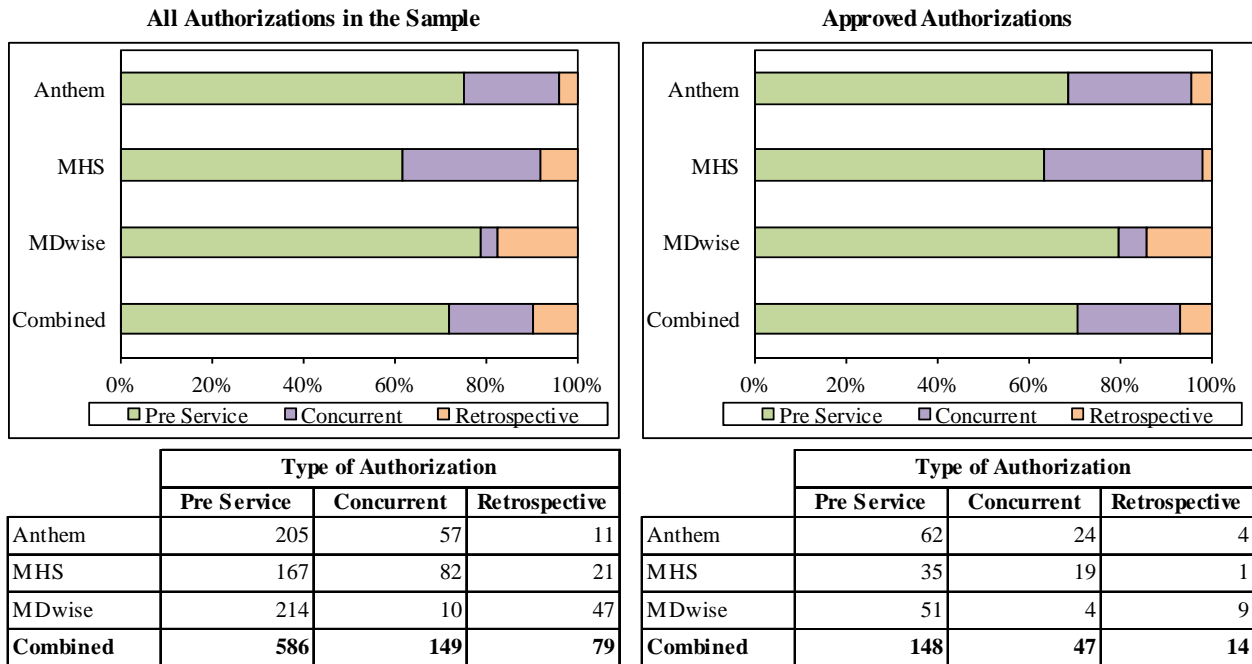 All Authorizations in the Sample
Anthem
MHS
MDwise
Combined
0% 20% 40% 60% 80% 100%
Pre Service Concurrent Retrospective
Type of Authorization
Pre Service Concurrent Retrospective
Anthem 205 57 11
MHS 167 82 21
MDwise 214 10 47
Combined 586 149 79
Approved Authorizations
Anthem
MHS
MDwise
Combined
0% 20% 40% 60% 80% 100%
Pre Service Concurrent Retrospective
Type of Authorization
Pre Service Concurrent Retrospective
Anthem 62 24 4
MHS 35 19 1
MDwise 51 4 9
Combined 148 47 14